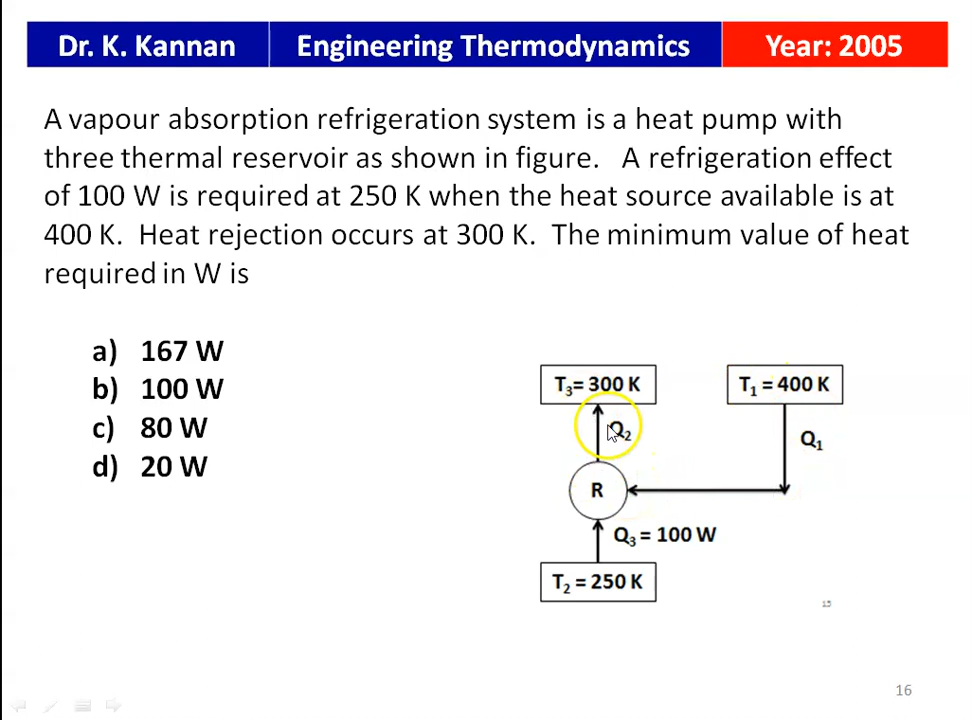 Dr. K. Kannan
Engineering Thermodynamics
Year: 2005
A vapour absorption refrigeration system is a heat pump with
three thermal reservoir as shown in figure. A refrigeration effect
of 100 W is required at 250 K when the heat source available is at
400 K. Heat rejection occurs at 300 K. The minimum value of heat
required in W is
a) 167 W
b) 100 W
c) 80 W
d) 20 W
T₃= 300 K
T₁ = 400 K
Q₂
Q₁
R
Q₃ = 100 W
T₂ = 250 K
15
16